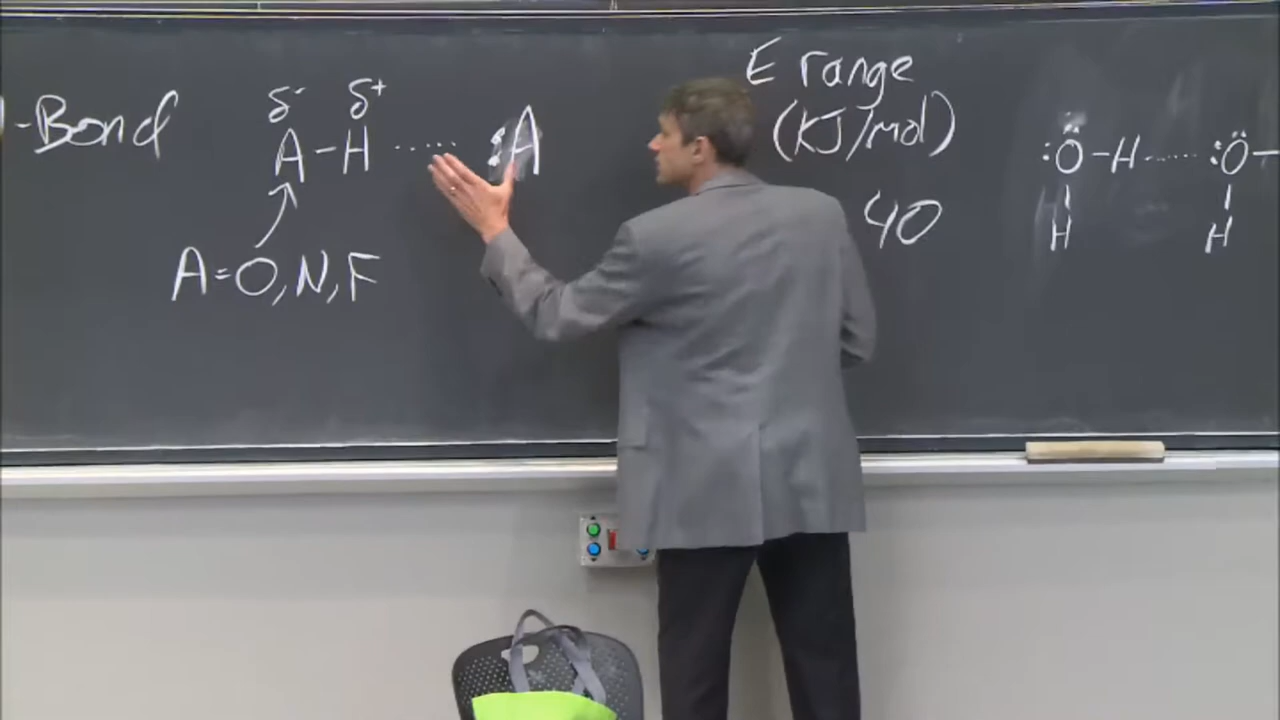 -Bond
δ⁻ δ⁺
A-H ...... :A
A=O,N,F
E range
(KJ/mol)
40
:Ö-H ...... :Ö-
H H